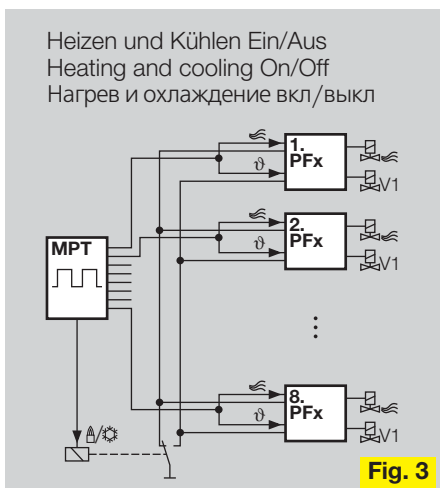 Heizen und Kühlen Ein/Aus
Heating and cooling On/Off
Нагрев и охлаждение вкл/выкл
1.
PFx
ϑ
V1
MPT
2.
PFx
ϑ
V1
8.
PFx
ϑ
V1
Fig. 3